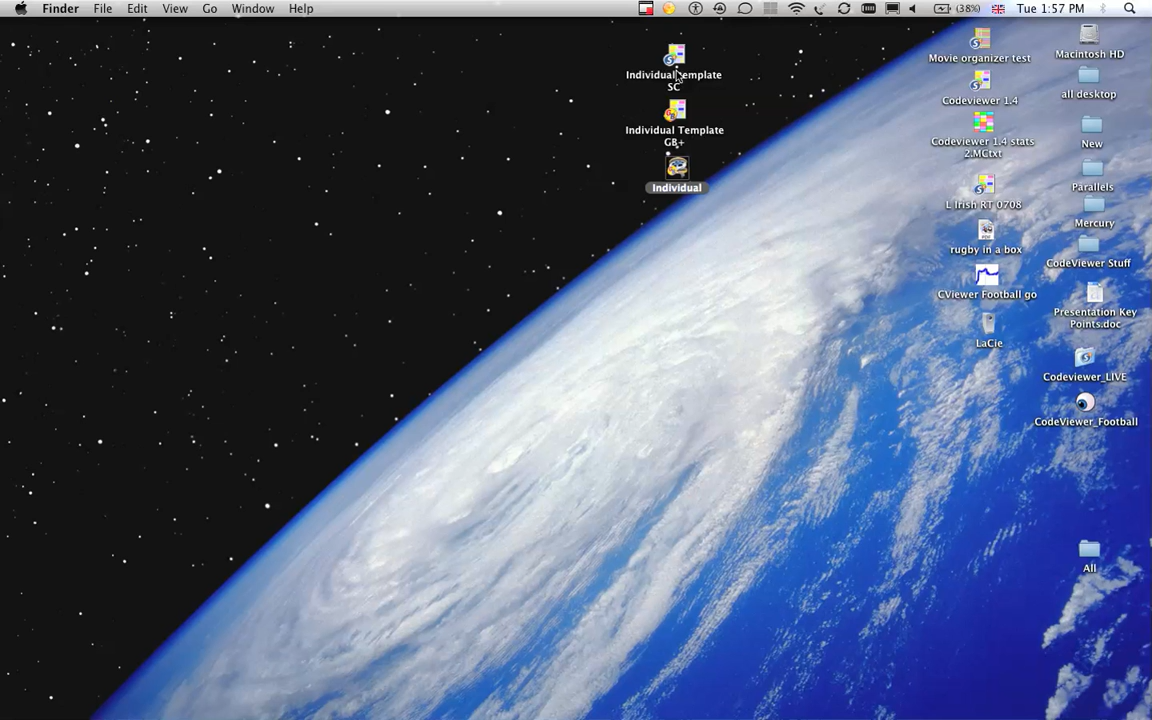 Finder File Edit View Go Window Help (38%) Tue 1:57 PM
Individual Template
SC
Individual Template
GB+
Individual
Movie organizer test
Codeviewer 1.4
Codeviewer 1.4 stats
2.MCtxt
L Irish RT 0708
rugby in a box
CViewer Football go
LaCie
Macintosh HD
all desktop
New
Parallels
Mercury
CodeViewer Stuff
Presentation Key
Points.doc
Codeviewer_LIVE
CodeViewer_Football
All